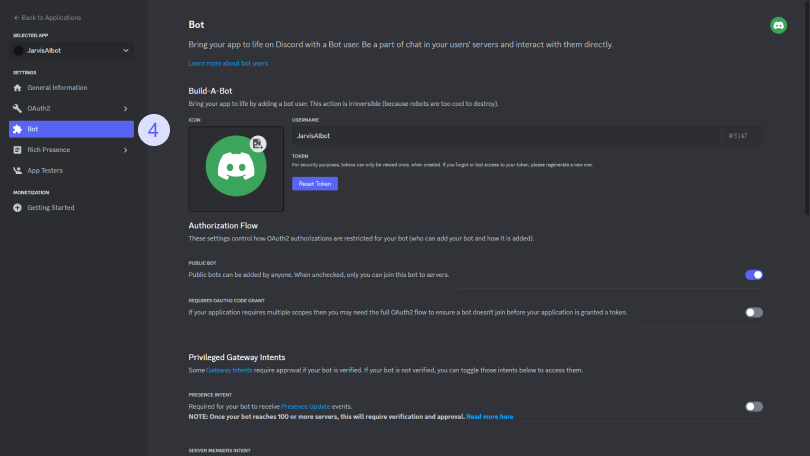 Back to Applications
SELECTED APP
JarvisAIbot
SETTINGS
General Information
OAuth2
Bot
4
Rich Presence
App Testers
MONETIZATION
Getting Started
Bot
Bring your app to life on Discord with a Bot user. Be a part of chat in your users' servers and interact with them directly.
Learn more about bot users
Build-A-Bot
Bring your app to life by adding a bot user. This action is irreversible (because robots are too cool to destroy).
ICON
USERNAME
JarvisAIbot
#5147
TOKEN
For security purposes, tokens can only be viewed once, when created. If you forgot or lost access to your token, please regenerate a new one.
Reset Token
Authorization Flow
These settings control how OAuth2 authorizations are restricted for your bot (who can add your bot and how it is added).
PUBLIC BOT
Public bots can be added by anyone. When unchecked, only you can join this bot to servers.
REQUIRES OAUTH2 CODE GRANT
If your application requires multiple scopes then you may need the full OAuth2 flow to ensure a bot doesn't join before your application is granted a token.
Privileged Gateway Intents
Some Gateway Intents require approval if your bot is verified. If your bot is not verified, you can toggle those intents below to access them.
PRESENCE INTENT
Required for your bot to receive Presence Update events.
NOTE: Once your bot reaches 100 or more servers, this will require verification and approval. Read more here
SERVER MEMBERS INTENT